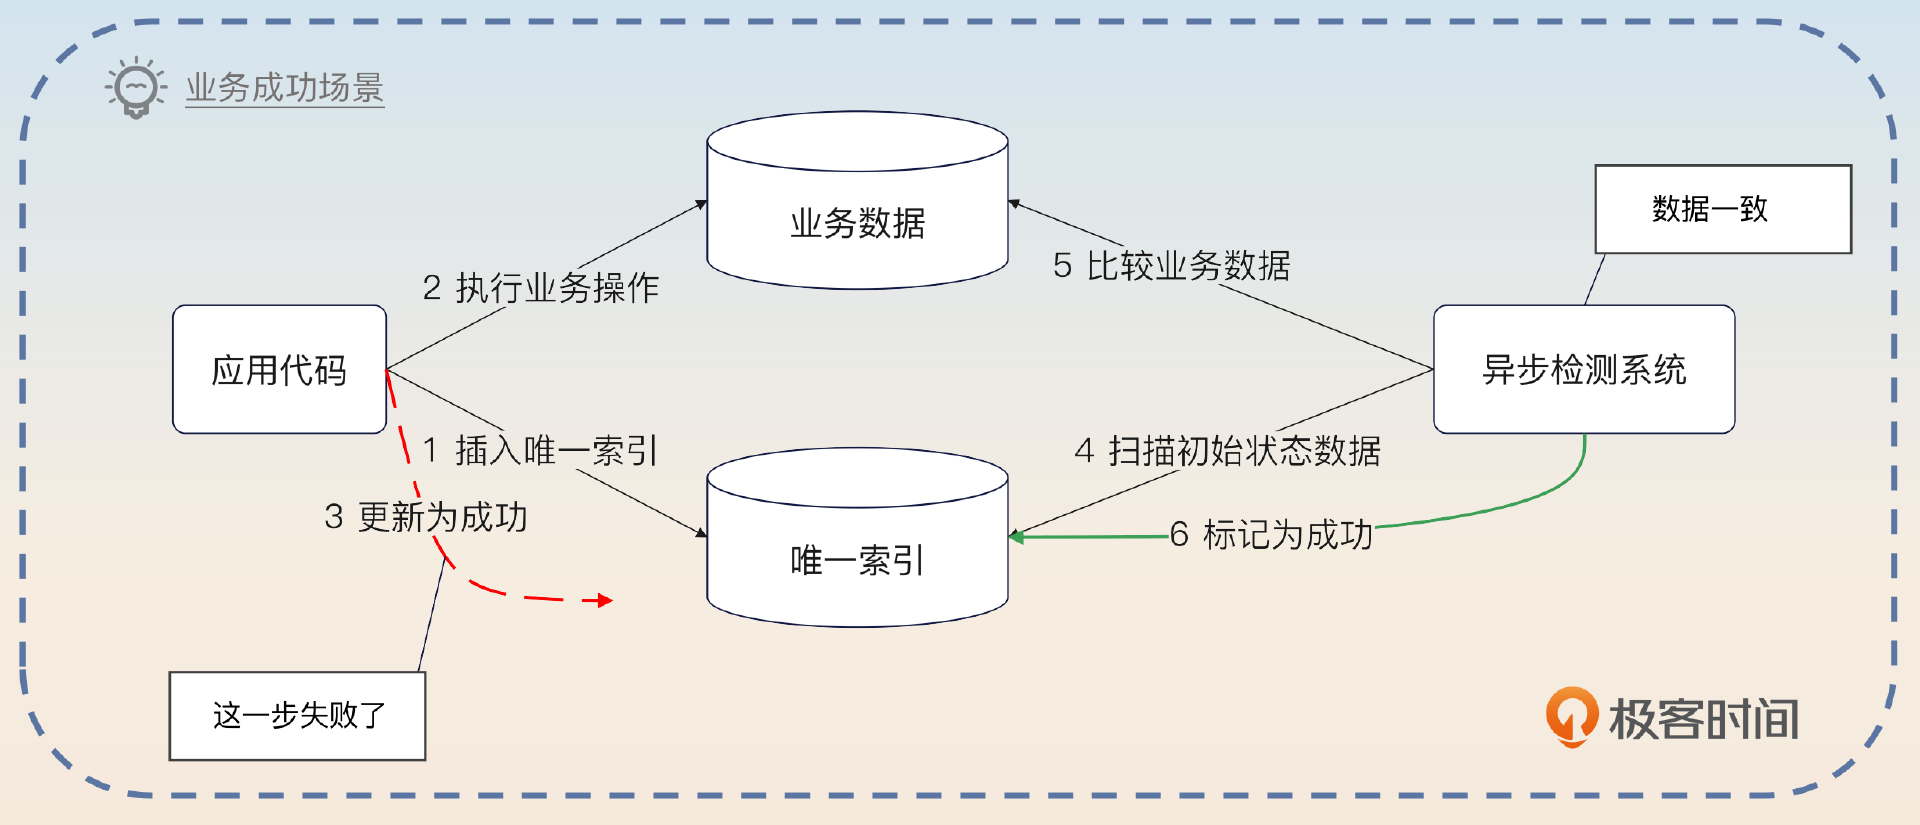 业务成功场景
业务数据
数据一致
5 比较业务数据
2 执行业务操作
应用代码
异步检测系统
1 插入唯一索引
4 扫描初始状态数据
3 更新为成功
6 标记为成功
唯一索引
这一步失败了
极客时间